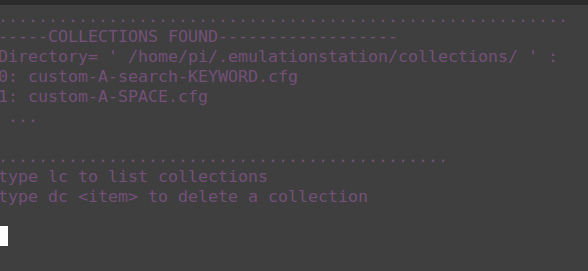 .........................................................
-----COLLECTIONS FOUND------------------
Directory= ' /home/pi/.emulationstation/collections/ ' :
0: custom-A-search-KEYWORD.cfg
1: custom-A-SPACE.cfg
...
.............................................
type lc to list collections
type dc <item> to delete a collection